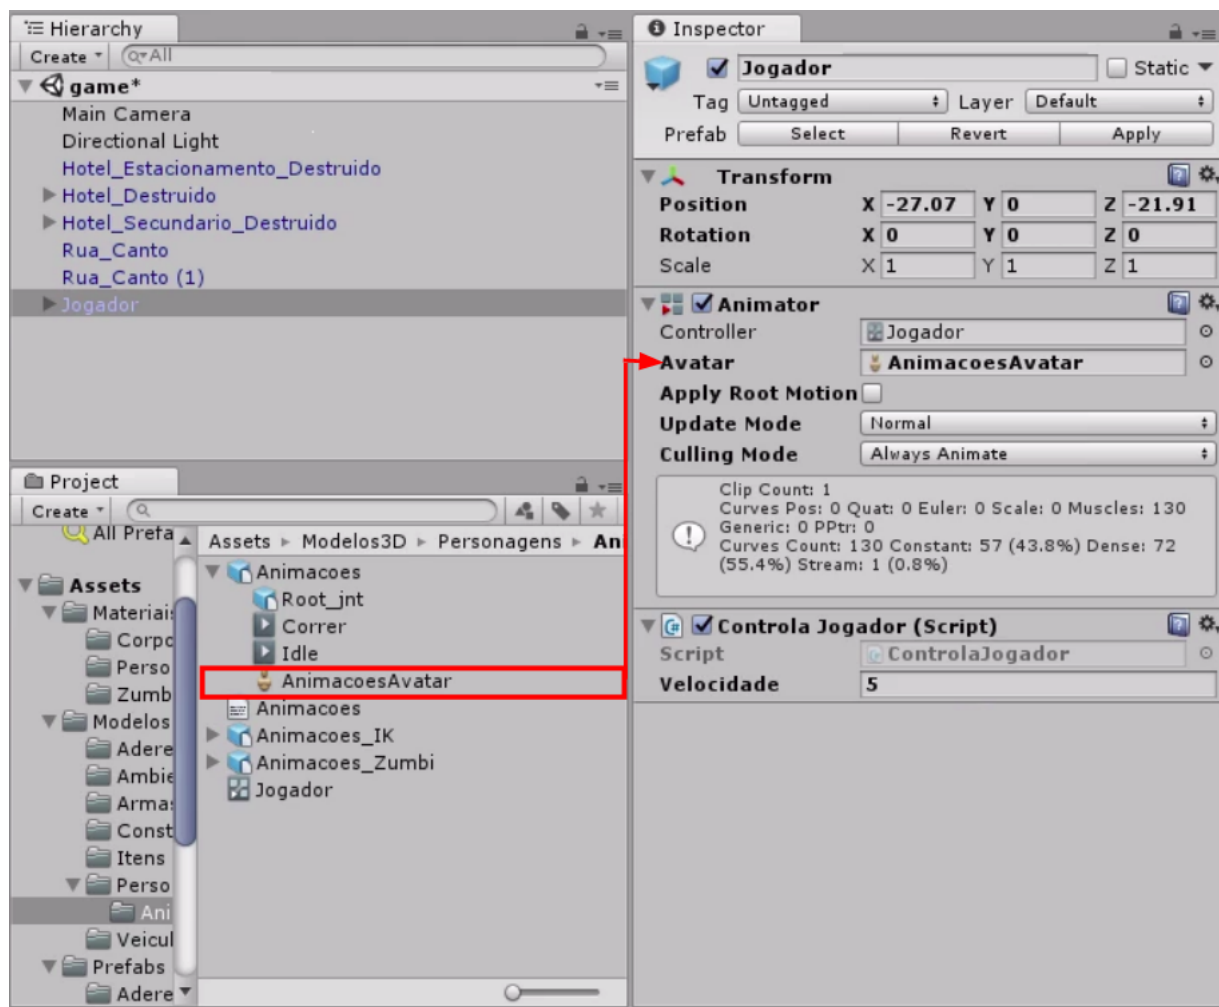 Hierarchy
Create
All
game*
Main Camera
Directional Light
Hotel_Estacionamento_Destruido
Hotel_Destruido
Hotel_Secundario_Destruido
Rua_Canto
Rua_Canto (1)
Jogador
Project
Create
All Prefa
Assets
Materiai
Corpo
Perso
Zumb
Modelos
Adere
Ambie
Armas
Const
Itens
Perso
Ani
Veicul
Prefabs
Adere
Assets Modelos3D Personagens An
Animacoes
Root_jnt
Correr
Idle
AnimacoesAvatar
Animacoes
Animacoes_IK
Animacoes_Zumbi
Jogador
Inspector
Jogador Static
Tag Untagged Layer Default
Prefab Select Revert Apply
Transform
Position X -27.07 Y 0 Z -21.91
Rotation X 0 Y 0 Z 0
Scale X 1 Y 1 Z 1
Animator
Controller Jogador
Avatar AnimacoesAvatar
Apply Root Motion
Update Mode Normal
Culling Mode Always Animate
Clip Count: 1
Curves Pos: 0 Quat: 0 Euler: 0 Scale: 0 Muscles: 130
Generic: 0 PPtr: 0
Curves Count: 130 Constant: 57 (43.8%) Dense: 72
(55.4%) Stream: 1 (0.8%)
Controla Jogador (Script)
Script ControlaJogador
Velocidade 5